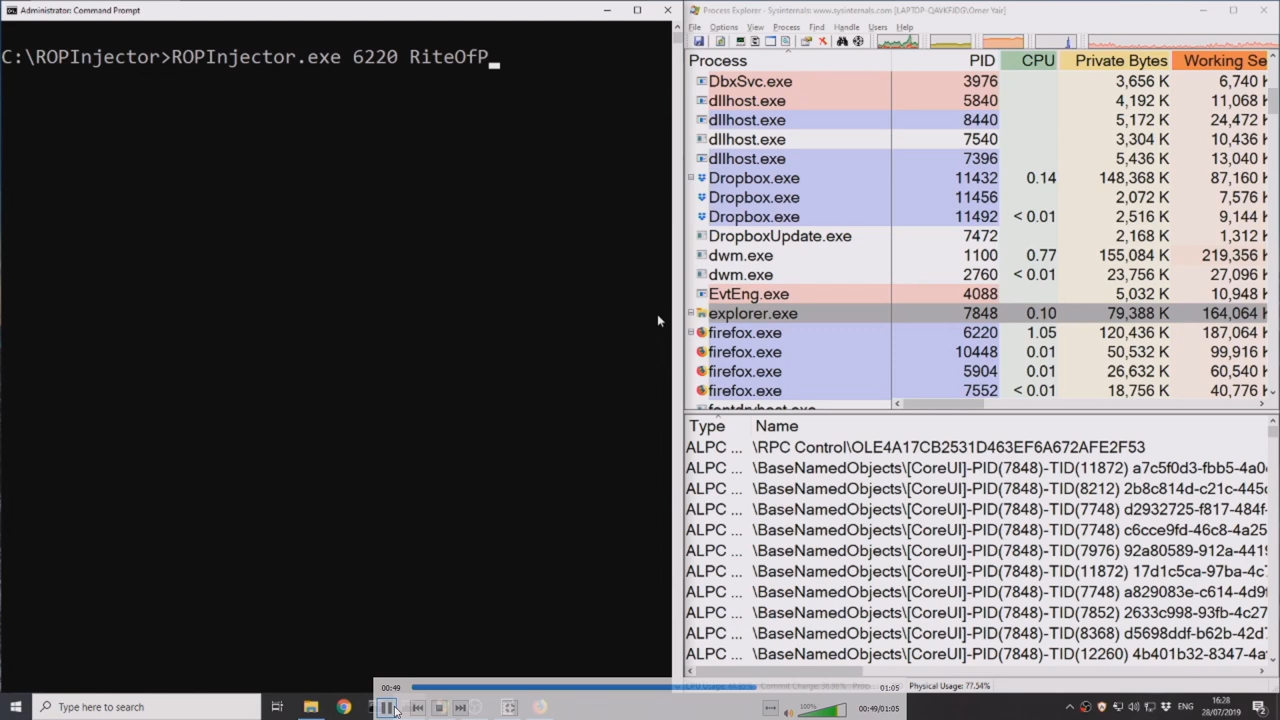 Administrator: Command Prompt
C:\ROPInjector>ROPInjector.exe 6220 RiteOfP_
Process Explorer - Sysinternals: www.sysinternals.com [LAPTOP-QAVKFJDG\Omer Yair]
File Options View Process Find Handle Users Help
Process PID CPU Private Bytes Working Se
DbxSvc.exe 3976 3,656 K 6,740 K
dllhost.exe 5840 4,192 K 11,068 K
dllhost.exe 8440 5,172 K 24,472 K
dllhost.exe 7540 3,304 K 10,436 K
dllhost.exe 7396 5,436 K 13,040 K
Dropbox.exe 11432 0.14 148,368 K 87,160 K
Dropbox.exe 11456 2,072 K 7,576 K
Dropbox.exe 11492 < 0.01 2,516 K 9,144 K
DropboxUpdate.exe 7472 2,168 K 1,312 K
dwm.exe 1100 0.77 155,084 K 219,356 K
dwm.exe 2760 < 0.01 23,756 K 27,096 K
EvtEng.exe 4088 5,032 K 10,948 K
explorer.exe 7848 0.10 79,388 K 164,064 K
firefox.exe 6220 1.05 120,436 K 187,064 K
firefox.exe 10448 0.01 50,532 K 99,916 K
firefox.exe 5904 0.01 26,632 K 60,540 K
firefox.exe 7552 < 0.01 18,756 K 40,776 K
Type Name
ALPC ... \RPC Control\OLE4A17CB2531D463EF6A672AFE2F53
ALPC ... \BaseNamedObjects\[CoreUI]-PID(7848)-TID(11872) a7c5f0d3-fbb5-4a0
ALPC ... \BaseNamedObjects\[CoreUI]-PID(7848)-TID(8212) 2b8c814d-c21c-445
ALPC ... \BaseNamedObjects\[CoreUI]-PID(7848)-TID(7748) d2932725-f817-484f-
ALPC ... \BaseNamedObjects\[CoreUI]-PID(7848)-TID(7748) c6cce9fd-46c8-4a25
ALPC ... \BaseNamedObjects\[CoreUI]-PID(7848)-TID(7976) 92a80589-912a-4419
ALPC ... \BaseNamedObjects\[CoreUI]-PID(7848)-TID(11872) 17d1c5ca-97ba-4c7
ALPC ... \BaseNamedObjects\[CoreUI]-PID(7848)-TID(7748) a829083e-c614-4d9f
ALPC ... \BaseNamedObjects\[CoreUI]-PID(7848)-TID(7852) 2633c998-93fb-4c27
ALPC ... \BaseNamedObjects\[CoreUI]-PID(7848)-TID(8368) d5698ddf-b62b-42d7
ALPC ... \BaseNamedObjects\[CoreUI]-PID(7848)-TID(12260) 4b401b32-8347-4a
Physical Usage: 77.54%
00:49 01:05
100% 00:49/01:05
Type here to search
ENG 16:28
28/07/2019
2